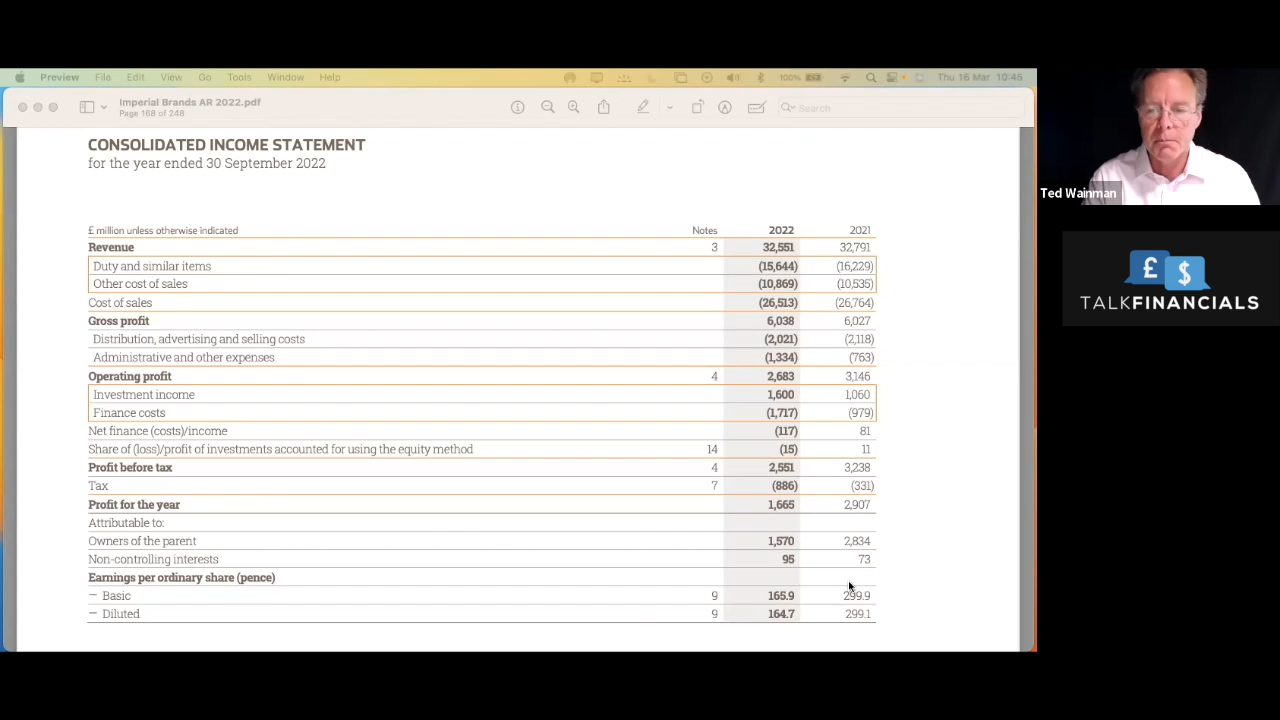 Preview File Edit View Go Tools Window Help 100% Thu 16 Mar 10:45
Imperial Brands AR 2022.pdf
Page 168 of 248
Search
CONSOLIDATED INCOME STATEMENT
for the year ended 30 September 2022
£ million unless otherwise indicated Notes 2022 2021
Revenue 3 32,551 32,791
Duty and similar items (15,644) (16,229)
Other cost of sales (10,869) (10,535)
Cost of sales (26,513) (26,764)
Gross profit 6,038 6,027
Distribution, advertising and selling costs (2,021) (2,118)
Administrative and other expenses (1,334) (763)
Operating profit 4 2,683 3,146
Investment income 1,600 1,060
Finance costs (1,717) (979)
Net finance (costs)/income (117) 81
Share of (loss)/profit of investments accounted for using the equity method 14 (15) 11
Profit before tax 4 2,551 3,238
Tax 7 (886) (331)
Profit for the year 1,665 2,907
Attributable to:
Owners of the parent 1,570 2,834
Non-controlling interests 95 73
Earnings per ordinary share (pence)
— Basic 9 165.9 299.9
— Diluted 9 164.7 299.1
Ted Wainman
£ $
TALKFINANCIALS